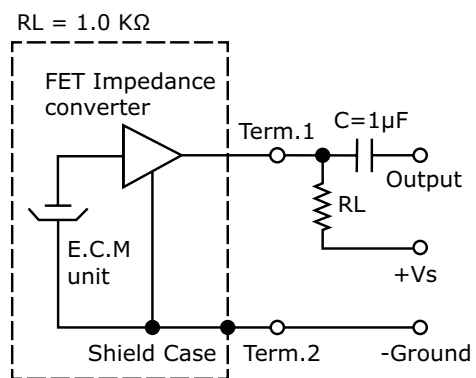 RL = 1.0 KΩ
FET Impedance
converter
Term.1
C=1µF
Output
RL
+Vs
E.C.M
unit
Shield Case
Term.2
-Ground